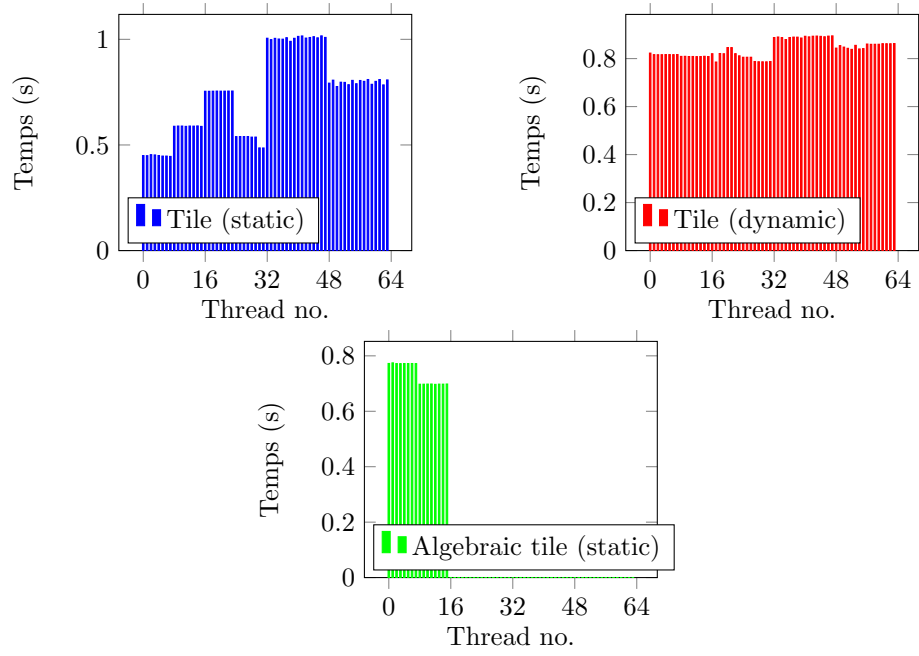 1
0.5
0
Temps (s)
Tile (static)
0 16 32 48 64
Thread no.
0.8
0.6
0.4
0.2
0
Temps (s)
Tile (dynamic)
0 16 32 48 64
Thread no.
0.8
0.6
0.4
0.2
0
Temps (s)
Algebraic tile (static)
0 16 32 48 64
Thread no.